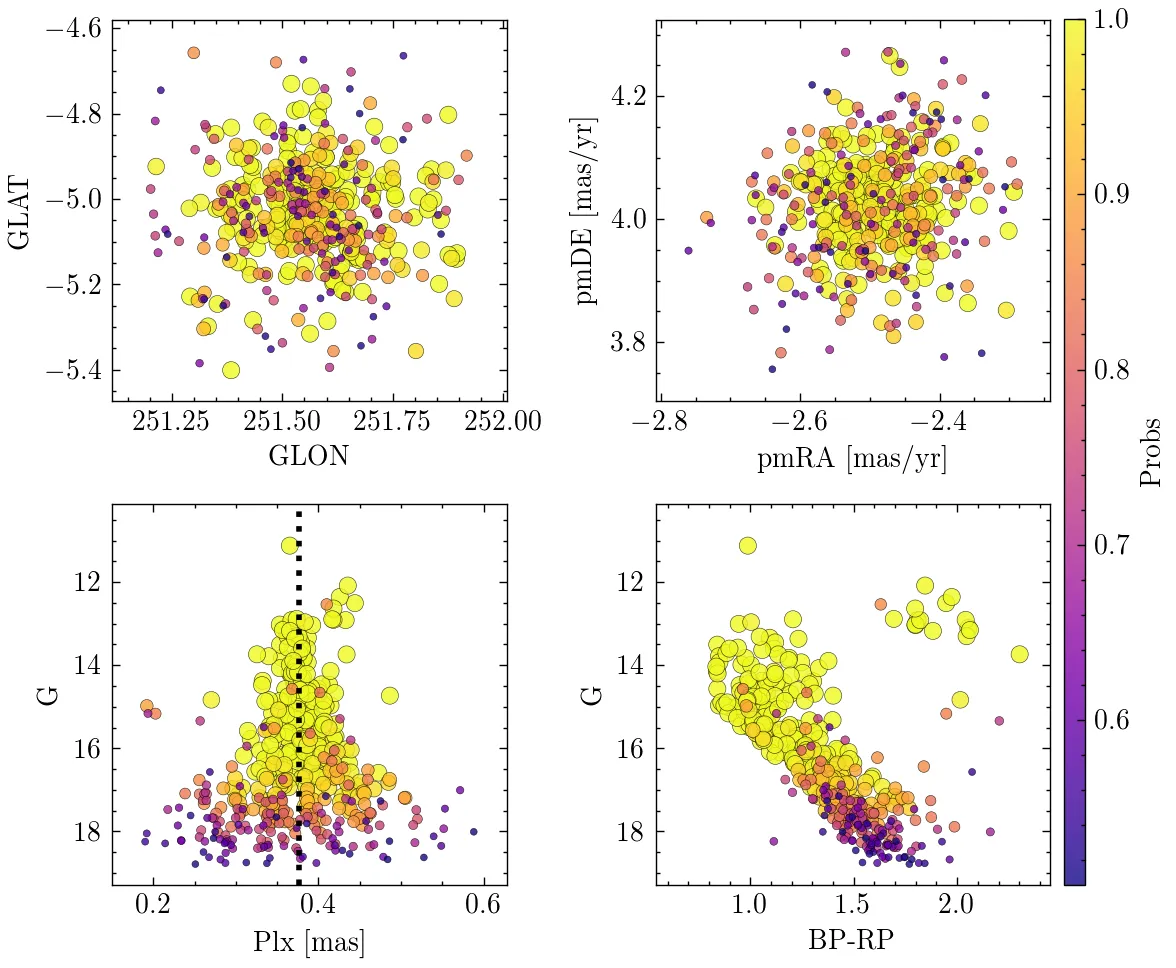 −4.6
−4.8
−5.0
−5.2
−5.4
GLAT
251.25 251.50 251.75 252.00
GLON
4.2
4.0
3.8
pmDE [mas/yr]
−2.8 −2.6 −2.4
pmRA [mas/yr]
12
14
16
18
G
0.2 0.4 0.6
Plx [mas]
12
14
16
18
G
1.0 1.5 2.0
BP-RP
1.0
0.9
0.8
0.7
0.6
Probs